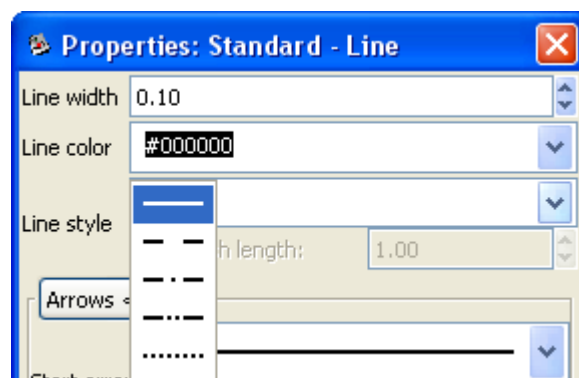 Properties: Standard - Line
Line width 0.10
Line color #000000
Line style
h length: 1.00
Arrows